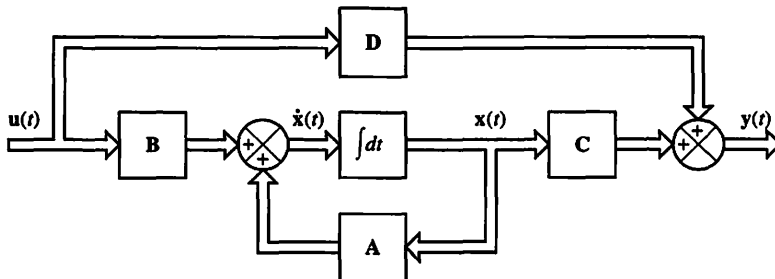 D
u(t)
B
+
+
ẋ(t)
∫dt
x(t)
C
+
+
y(t)
A